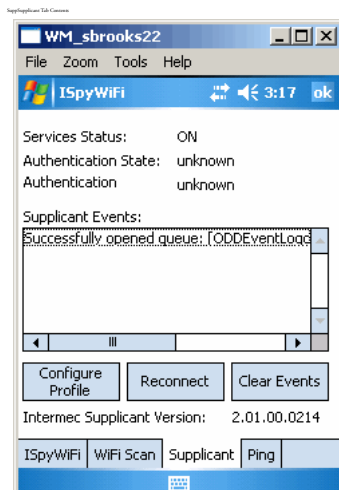 SuppSupplicant Tab Contents
WM_sbrooks22
File Zoom Tools Help
ISpyWiFi 3:17 ok
Services Status: ON
Authentication State: unknown
Authentication unknown
Supplicant Events:
Successfully opened queue: [ODDEventLogc
Configure Profile
Reconnect
Clear Events
Intermec Supplicant Version: 2.01.00.0214
ISpyWiFi WiFi Scan Supplicant Ping